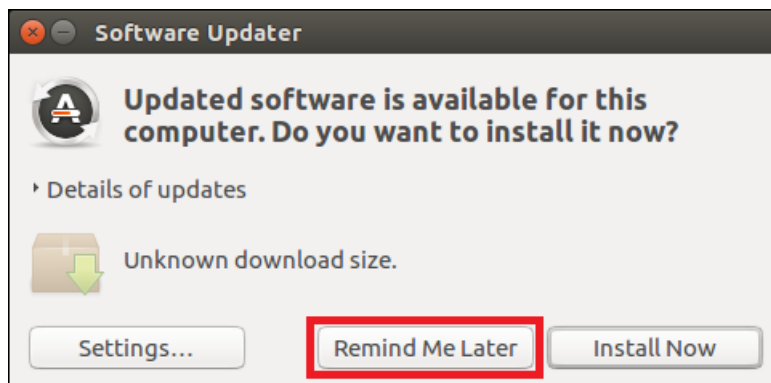 Software Updater
Updated software is available for this
computer. Do you want to install it now?
Details of updates
Unknown download size.
Settings... Remind Me Later Install Now